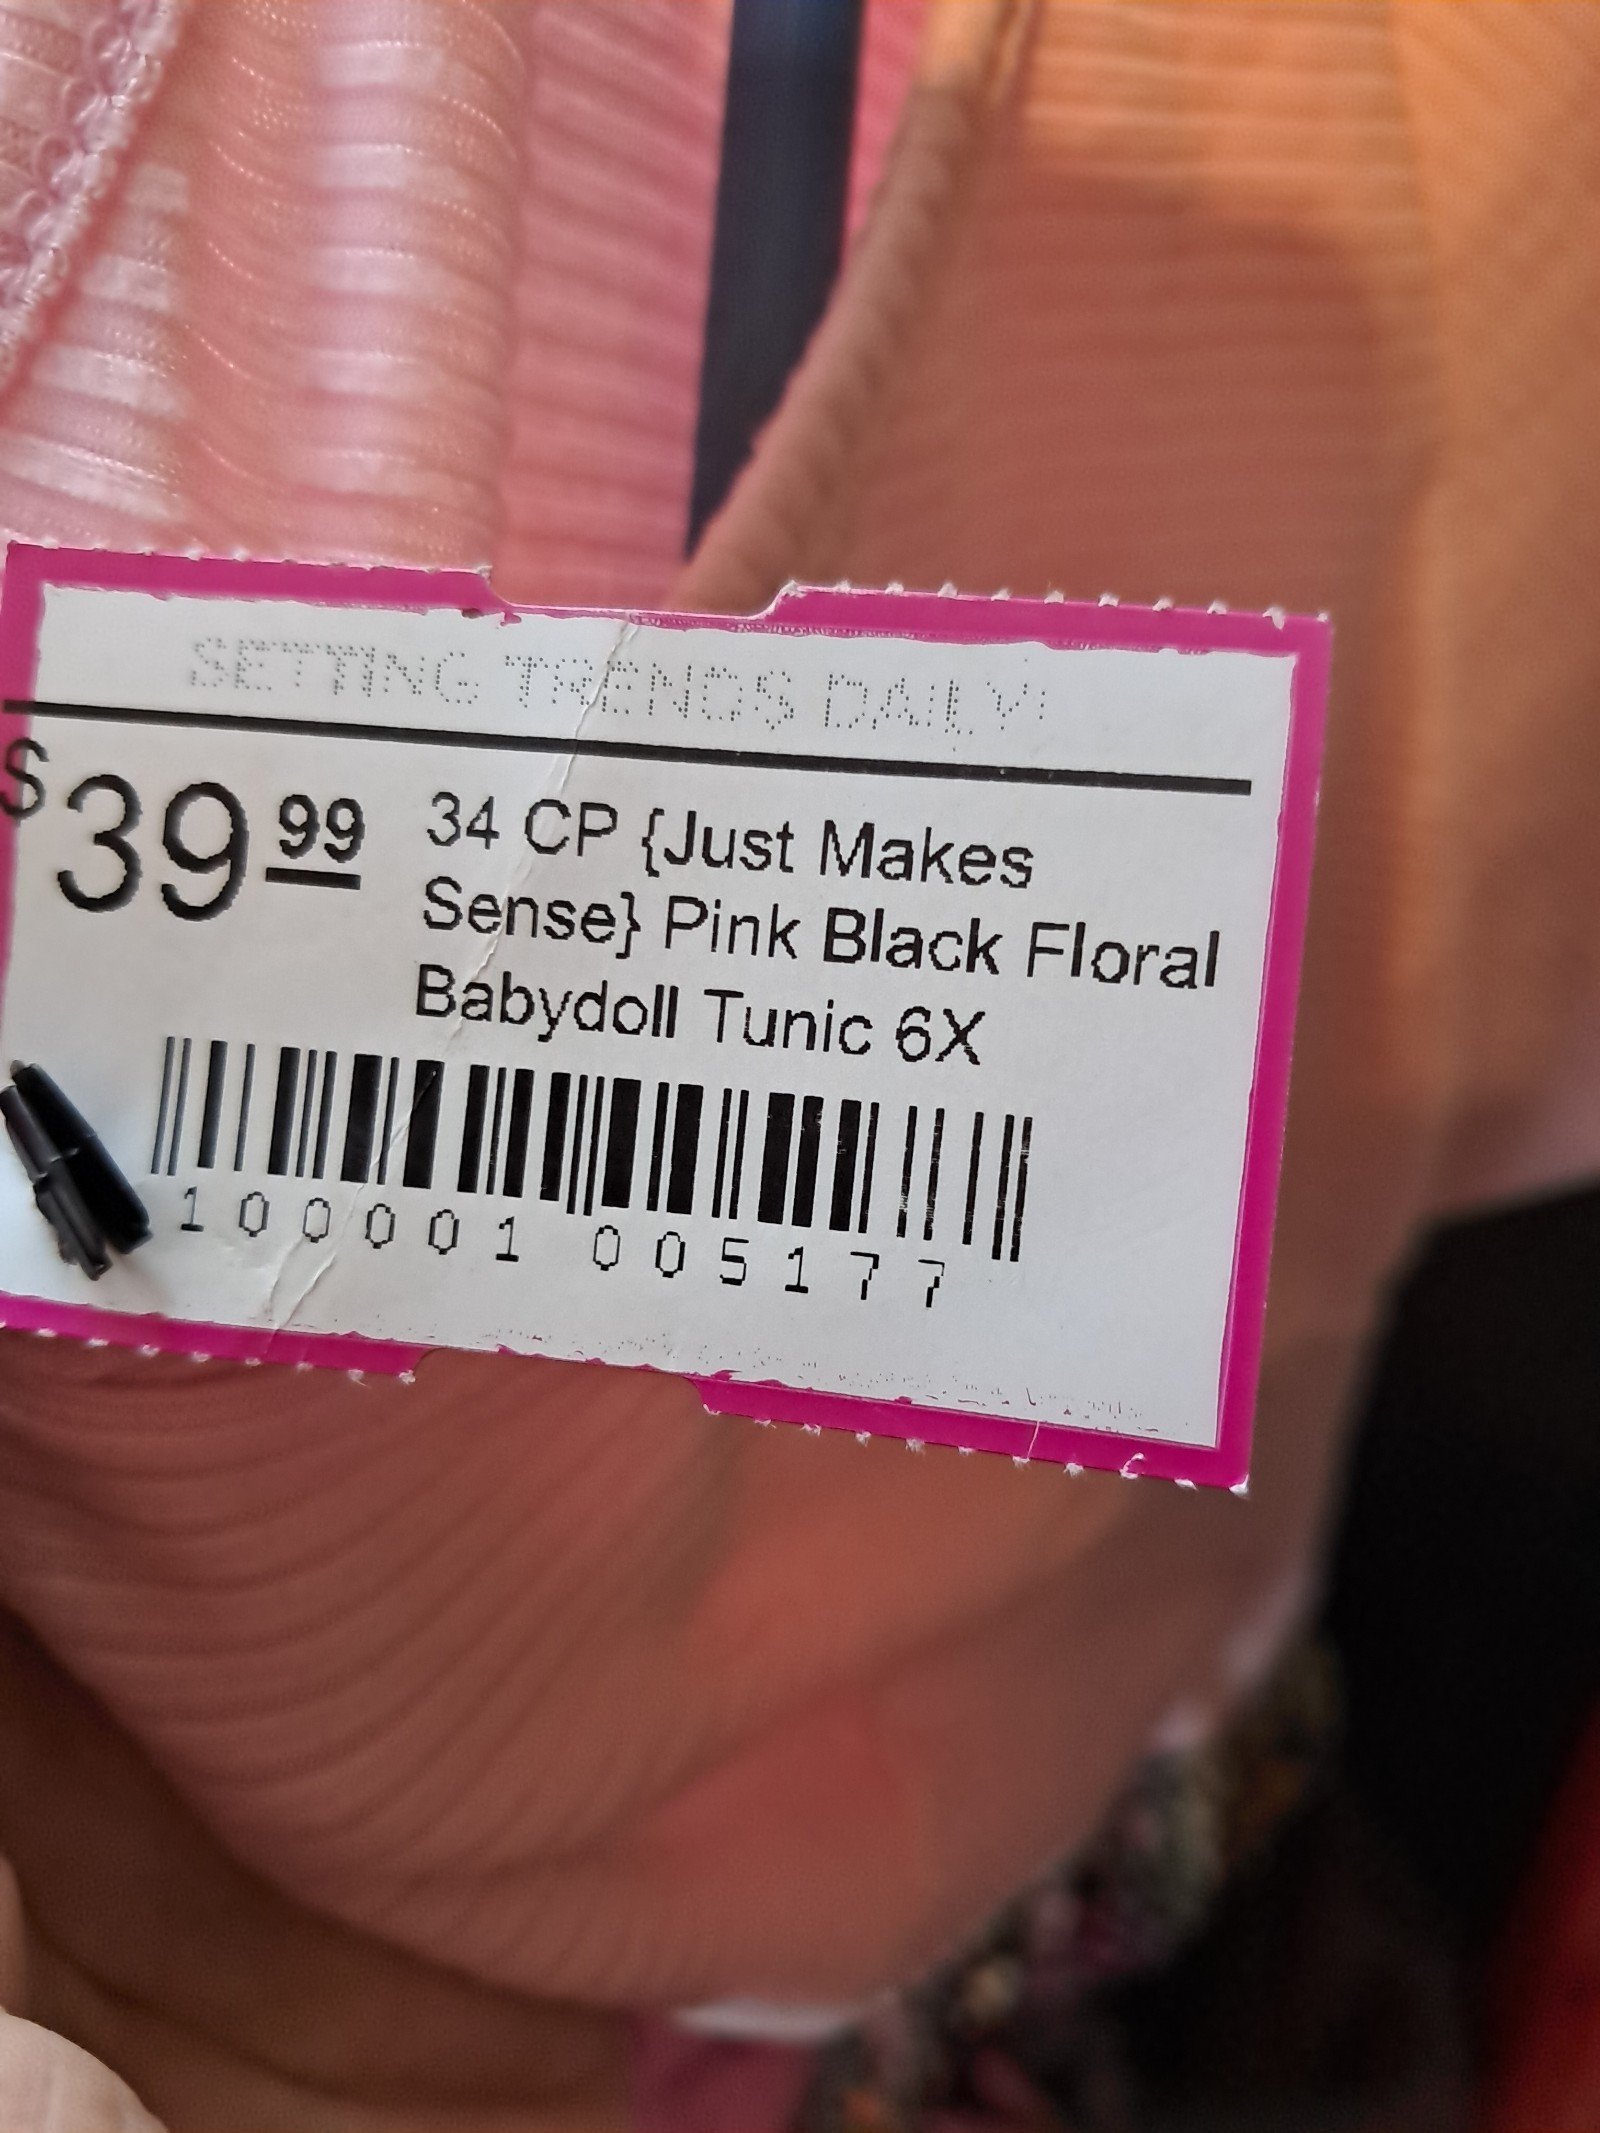 SETTING TRENDS DAILY!
$39.99
34 CP {Just Makes
Sense} Pink Black Floral
Babydoll Tunic 6X
100001 005177